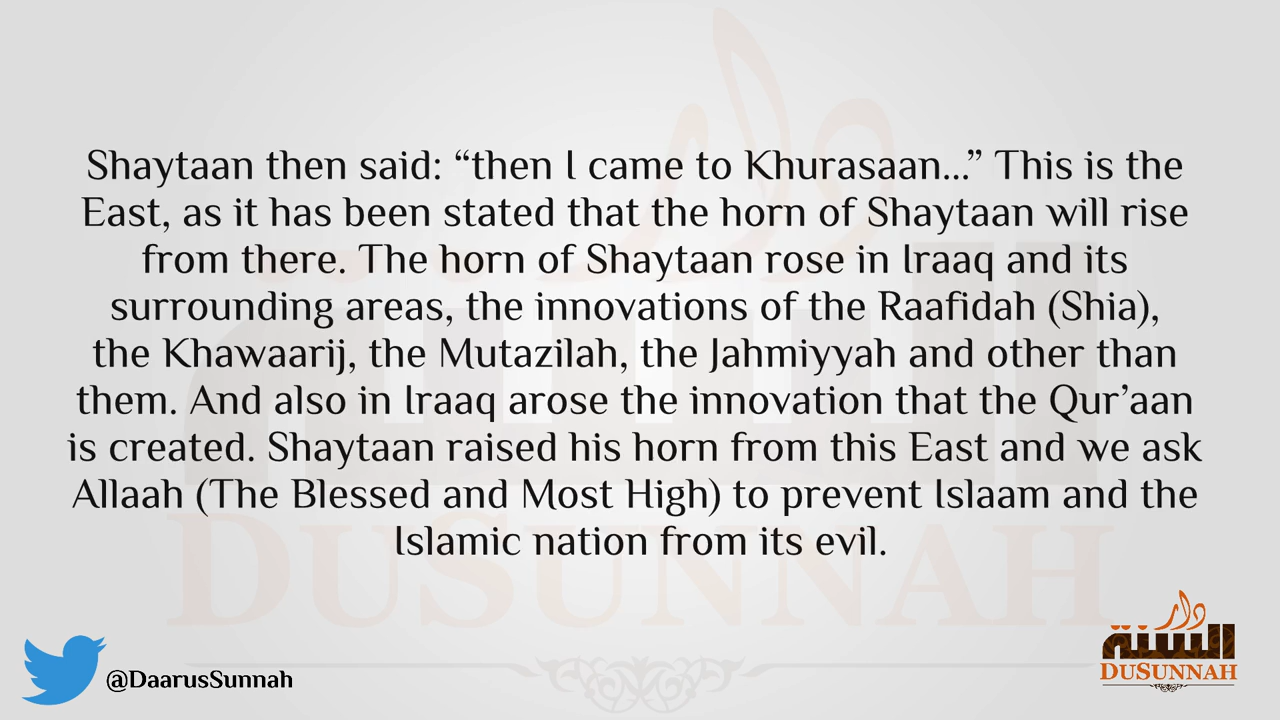 Shaytaan then said: “then I came to Khurasaan...” This is the
East, as it has been stated that the horn of Shaytaan will rise
from there. The horn of Shaytaan rose in Iraaq and its
surrounding areas, the innovations of the Raafidah (Shia),
the Khawaarij, the Mutazilah, the Jahmiyyah and other than
them. And also in Iraaq arose the innovation that the Qur’aan
is created. Shaytaan raised his horn from this East and we ask
Allaah (The Blessed and Most High) to prevent Islaam and the
Islamic nation from its evil.
DUSUNNAH
@DaarusSunnah
دار
السنة
DUSUNNAH